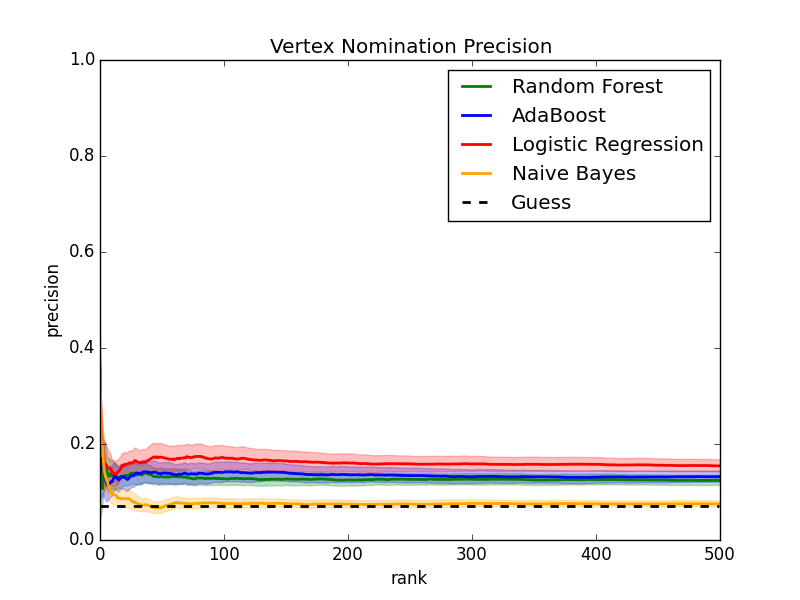 Vertex Nomination Precision
1.0
0.8
0.6
0.4
0.2
0.0
precision
Random Forest
AdaBoost
Logistic Regression
Naive Bayes
Guess
0 100 200 300 400 500
rank